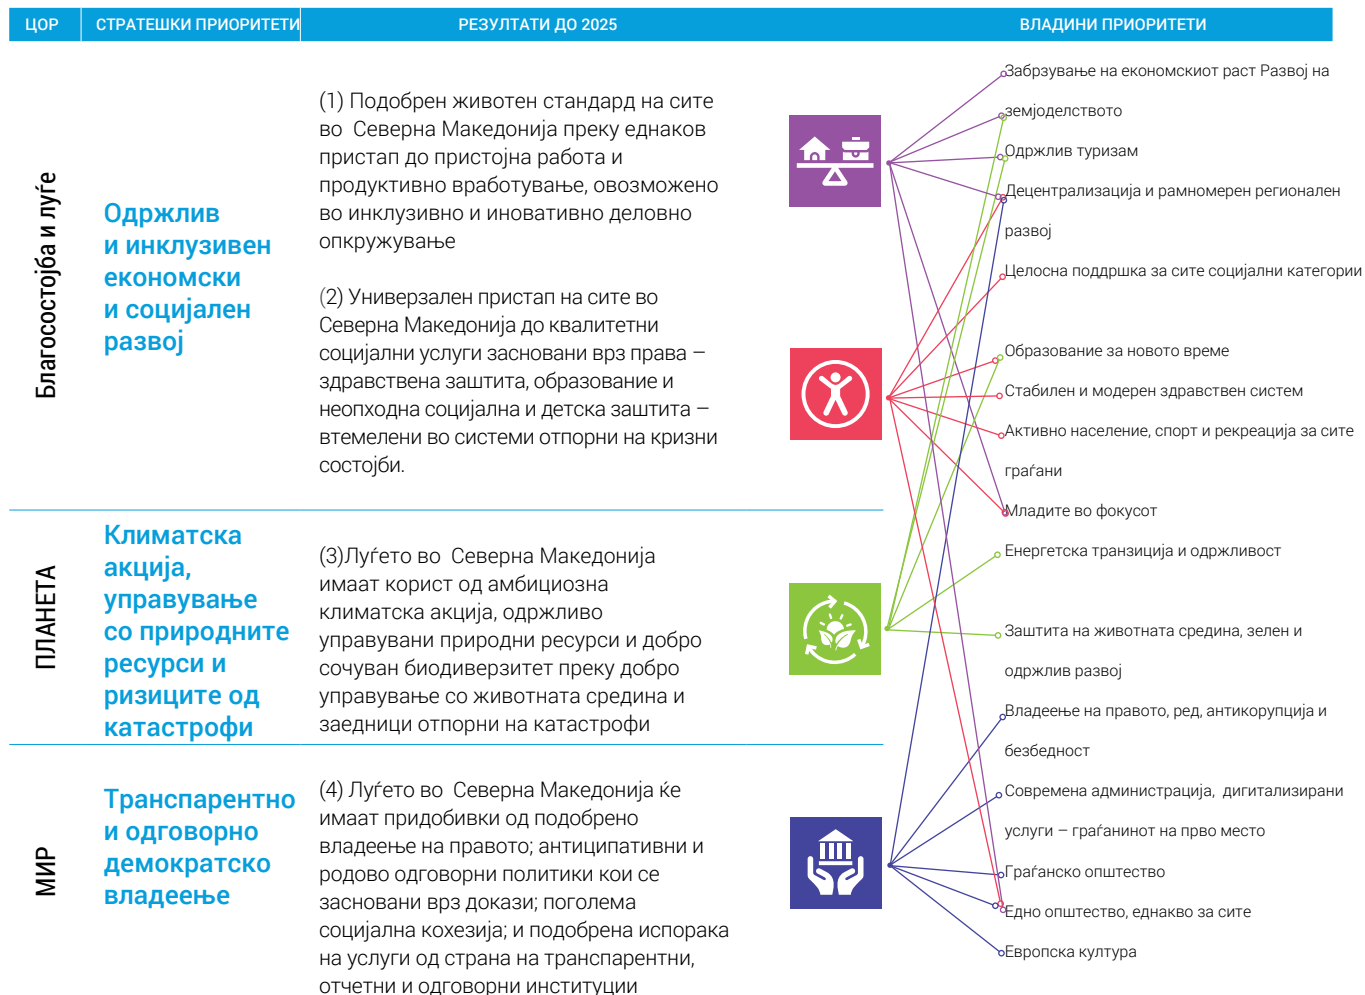 ЦОР
СТРАТЕШКИ ПРИОРИТЕТИ
РЕЗУЛТАТИ ДО 2025
ВЛАДИНИ ПРИОРИТЕТИ
Благосостојба и луѓе
Одржлив
и инклузивен
економски
и социјален
развој
(1) Подобрен животен стандард на сите
во Северна Македонија преку еднаков
пристап до пристојна работа и
продуктивно вработување, овозможено
во инклузивно и иновативно деловно
опкружување
(2) Универзален пристап на сите во
Северна Македонија до квалитетни
социјални услуги засновани врз права –
здравствена заштита, образование и
неопходна социјална и детска заштита –
втемелени во системи отпорни на кризни
состојби.
ПЛАНЕТА
Климатска
акција,
управување
со природните
ресурси и
ризиците од
катастрофи
(3)Луѓето во Северна Македонија
имаат корист од амбициозна
климатска акција, одржливо
управувани природни ресурси и добро
сочуван биодиверзитет преку добро
управување со животната средина и
заедници отпорни на катастрофи
МИР
Транспарентно
и одговорно
демократско
владеење
(4) Луѓето во Северна Македонија ќе
имаат придобивки од подобрено
владеење на правото; антиципативни и
родово одговорни политики кои се
засновани врз докази; поголема
социјална кохезија; и подобрена испорака
на услуги од страна на транспарентни,
отчетни и одговорни институции
Забрзување на економскиот раст Развој на
земјоделството
Одржлив туризам
Децентрализација и рамномерен регионален
развој
Целосна поддршка за сите социјални категории
Образование за новото време
Стабилен и модерен здравствен систем
Активно население, спорт и рекреација за сите
граѓани
Младите во фокусот
Енергетска транзиција и одржливост
Заштита на животната средина, зелен и
одржлив развој
Владеење на правото, ред, антикорупција и
безбедност
Современа администрација, дигитализирани
услуги – граѓанинот на прво место
Граѓанско општество
Едно општество, еднакво за сите
Европска култура